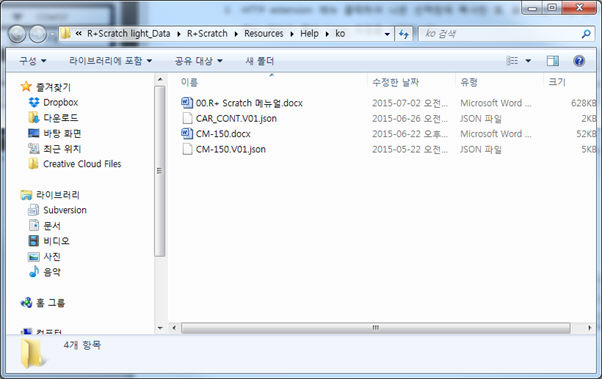 « R+Scratch light_Data ▸ R+Scratch ▸ Resources ▸ Help ▸ ko
ko 검색
구성 라이브러리에 포함 공유 대상 새 폴더
이름 수정한 날짜 유형 크기
00.R+ Scratch 메뉴얼.docx 2015-07-02 오전... Microsoft Word ... 628KB
CAR_CONT.V01.json 2015-06-26 오전... JSON 파일 2KB
CM-150.docx 2015-06-22 오후... Microsoft Word ... 52KB
CM-150.V01.json 2015-05-22 오전... JSON 파일 5KB
즐겨찾기
Dropbox
다운로드
바탕 화면
최근 위치
Creative Cloud Files
라이브러리
Subversion
문서
비디오
사진
음악
홈 그룹
컴퓨터
4개 항목